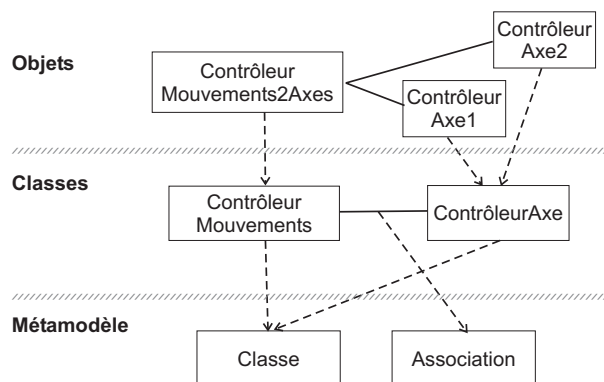 Objets
Contrôleur
Mouvements2Axes
Contrôleur
Axe2
Contrôleur
Axe1
Classes
Contrôleur
Mouvements
ContrôleurAxe
Métamodèle
Classe
Association